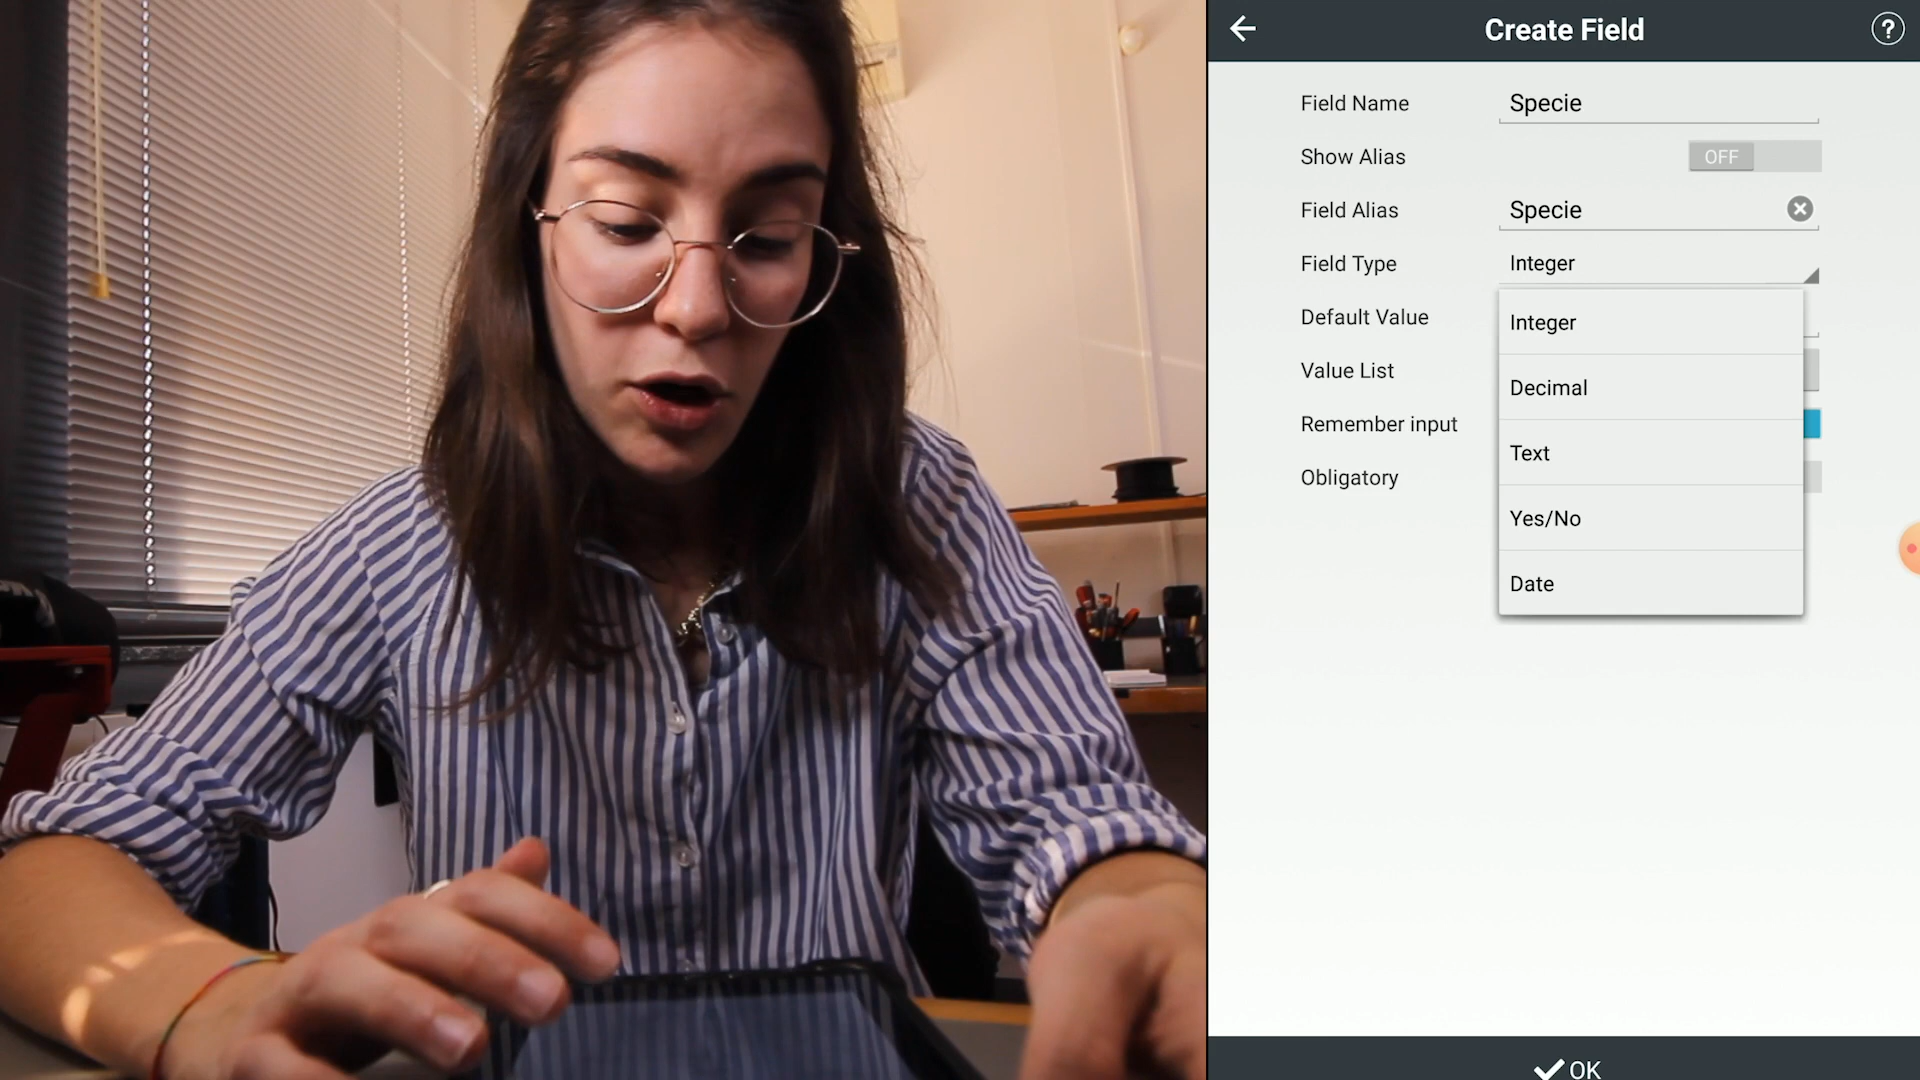 Create Field
?
Field Name Specie
Show Alias OFF
Field Alias Specie
Field Type Integer
Default Value
Value List
Remember input
Obligatory
Integer
Decimal
Text
Yes/No
Date
OK